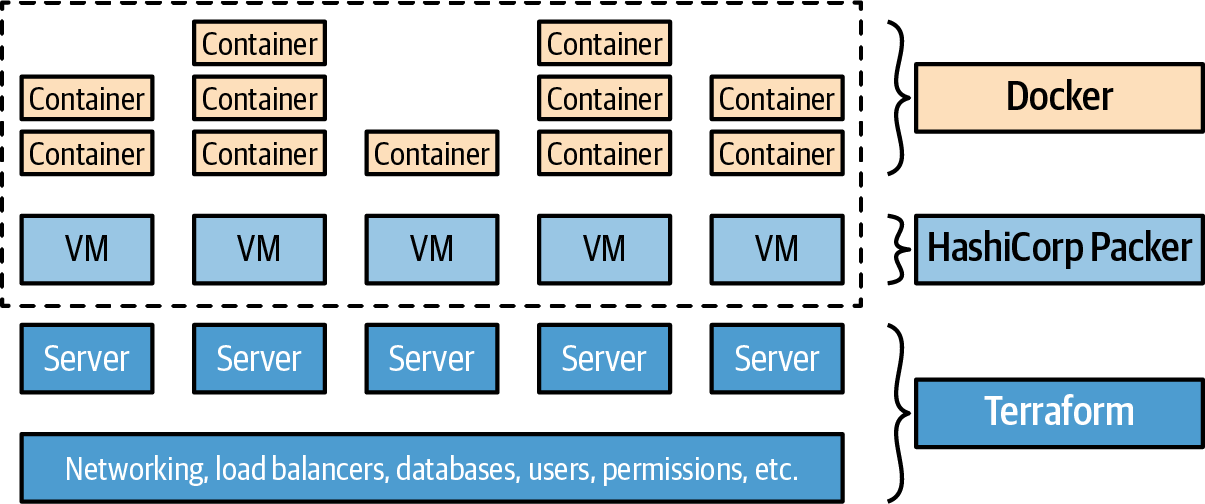 Container Container
Container Container Container Container Docker
Container Container Container Container Container
VM VM VM VM VM HashiCorp Packer
Server Server Server Server Server
Terraform
Networking, load balancers, databases, users, permissions, etc.